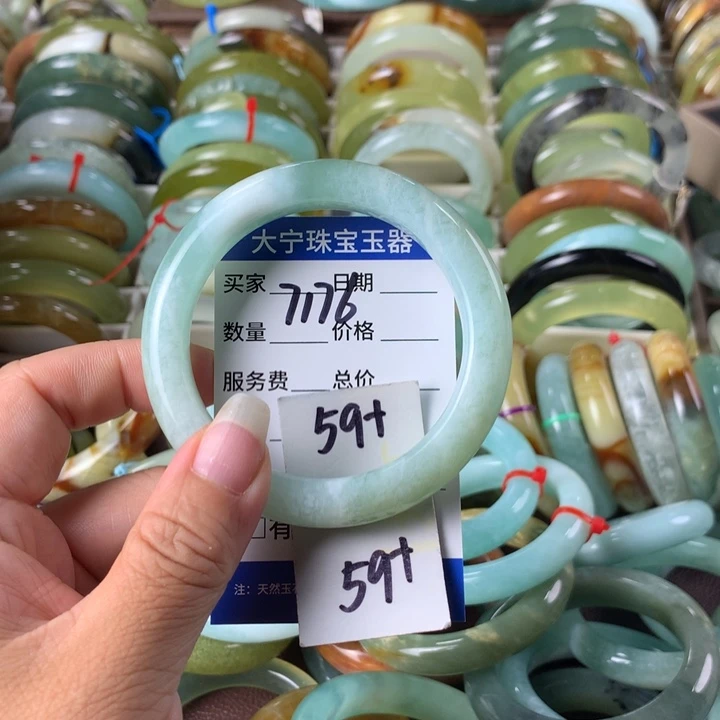 大宁珠宝玉器
买家 7176 日期
数量 价格
服务费 总价
59+
有
59+
注：天然玉